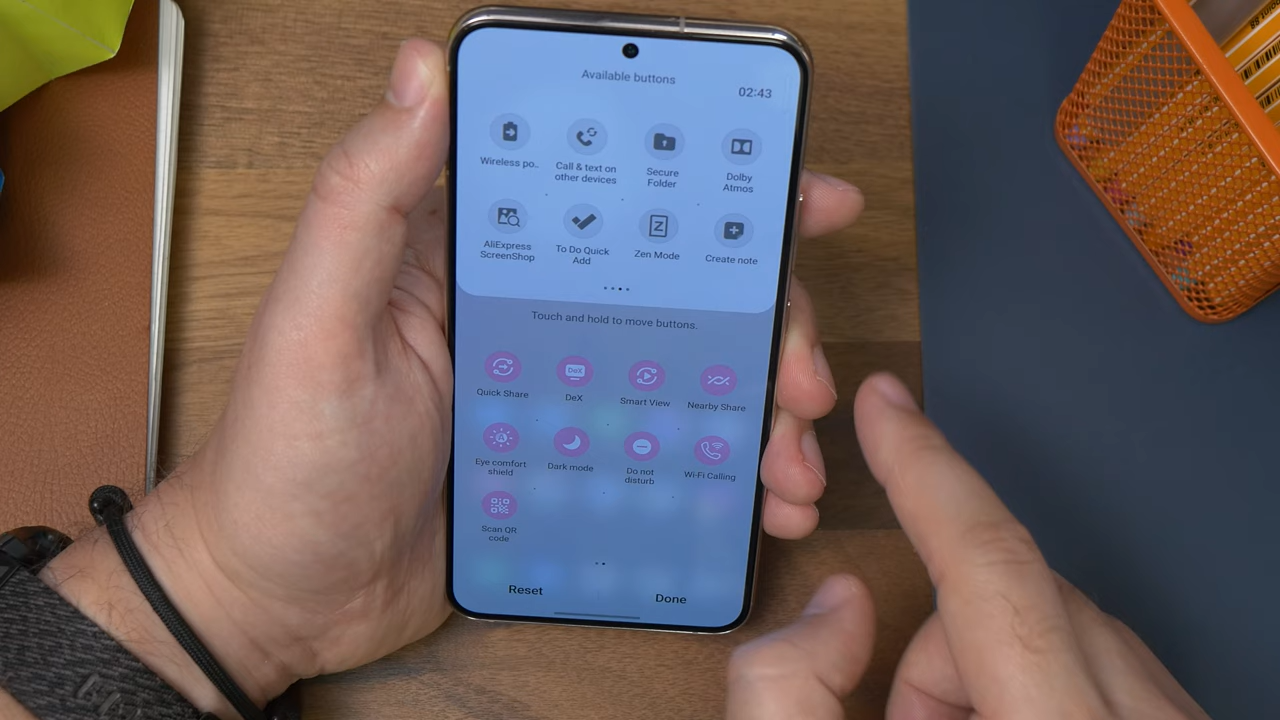 Available buttons
02:43
Wireless po..
Call & text on
other devices
Secure
Folder
Dolby
Atmos
AliExpress
ScreenShop
To Do Quick
Add
Zen Mode
Create note
Touch and hold to move buttons.
Quick Share
DeX
DeX
Smart View
Nearby Share
Eye comfort
shield
Dark mode
Do not
disturb
Wi-Fi Calling
Scan QR
code
Reset
Done